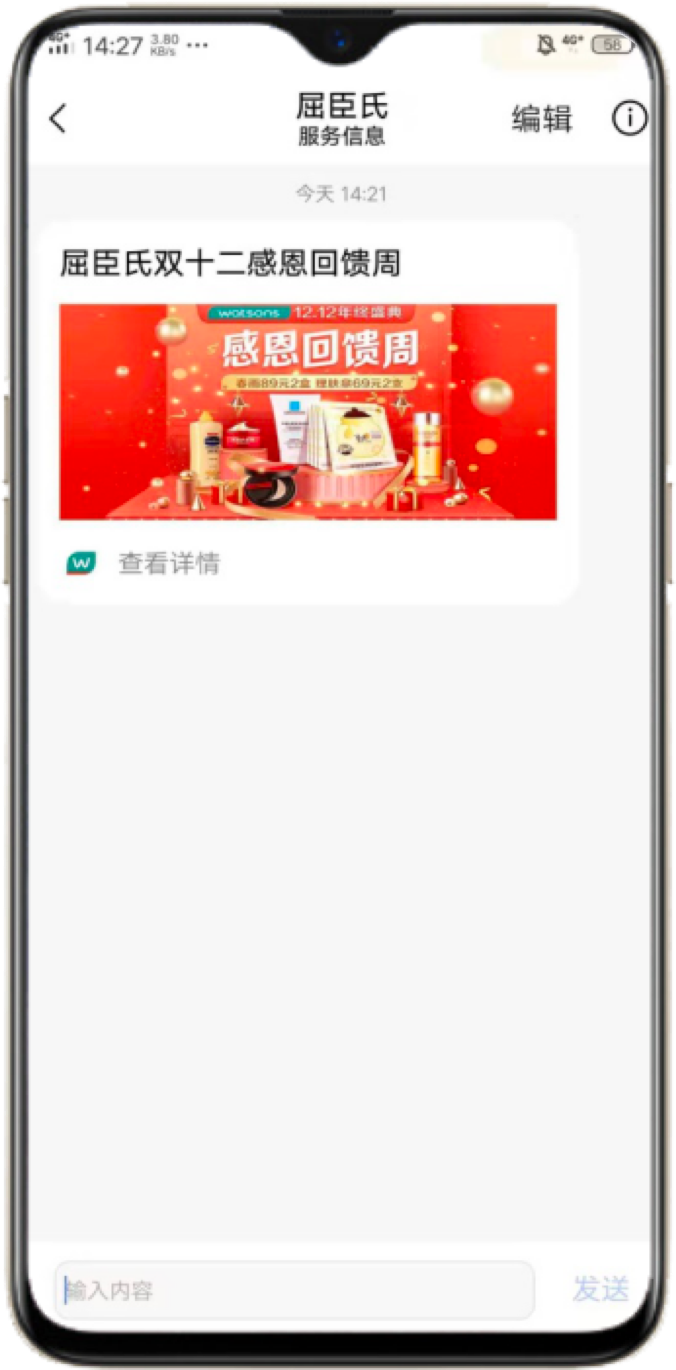 4G+ 14:27 3.80 KB/s ... 4G+ 56
屈臣氏
服务信息
编辑
今天 14:21
屈臣氏双十二感恩回馈周
watsons 12.12年终盛典
感恩回馈周
春雨89元2盒 理肤泉69元2支
W 查看详情
输入内容
发送